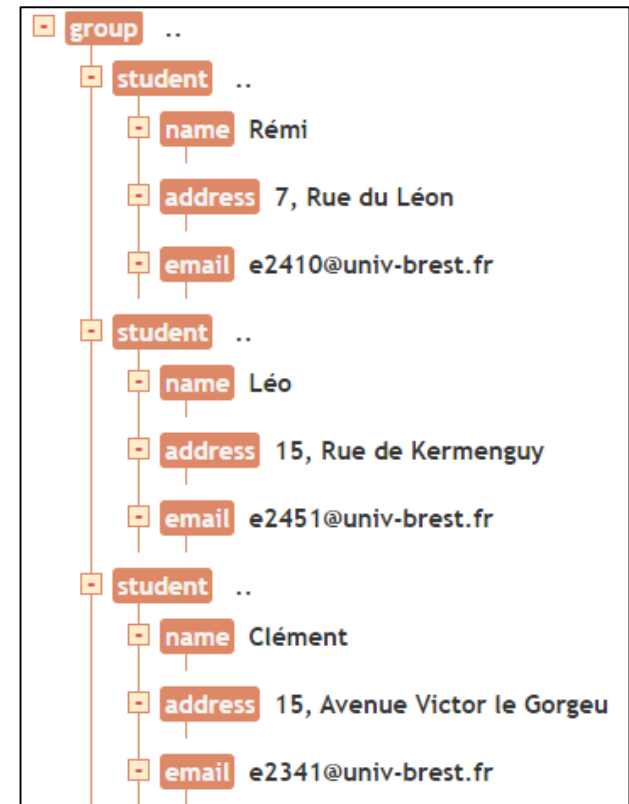 - group ..
- student ..
- name Rémi
- address 7, Rue du Léon
- email e2410@univ-brest.fr
- student ..
- name Léo
- address 15, Rue de Kermenguy
- email e2451@univ-brest.fr
- student ..
- name Clément
- address 15, Avenue Victor le Gorgeu
- email e2341@univ-brest.fr